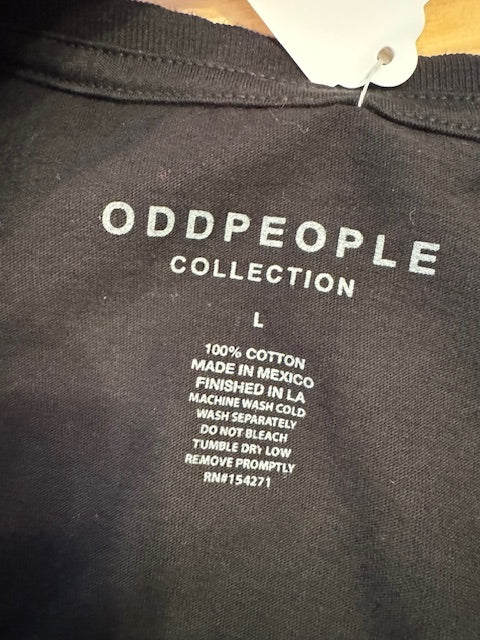 ODDPEOPLE
COLLECTION
L
100% COTTON
MADE IN MEXICO
FINISHED IN LA
MACHINE WASH COLD
WASH SEPARATELY
DO NOT BLEACH
TUMBLE DRY LOW
REMOVE PROMPTLY
RN#154271